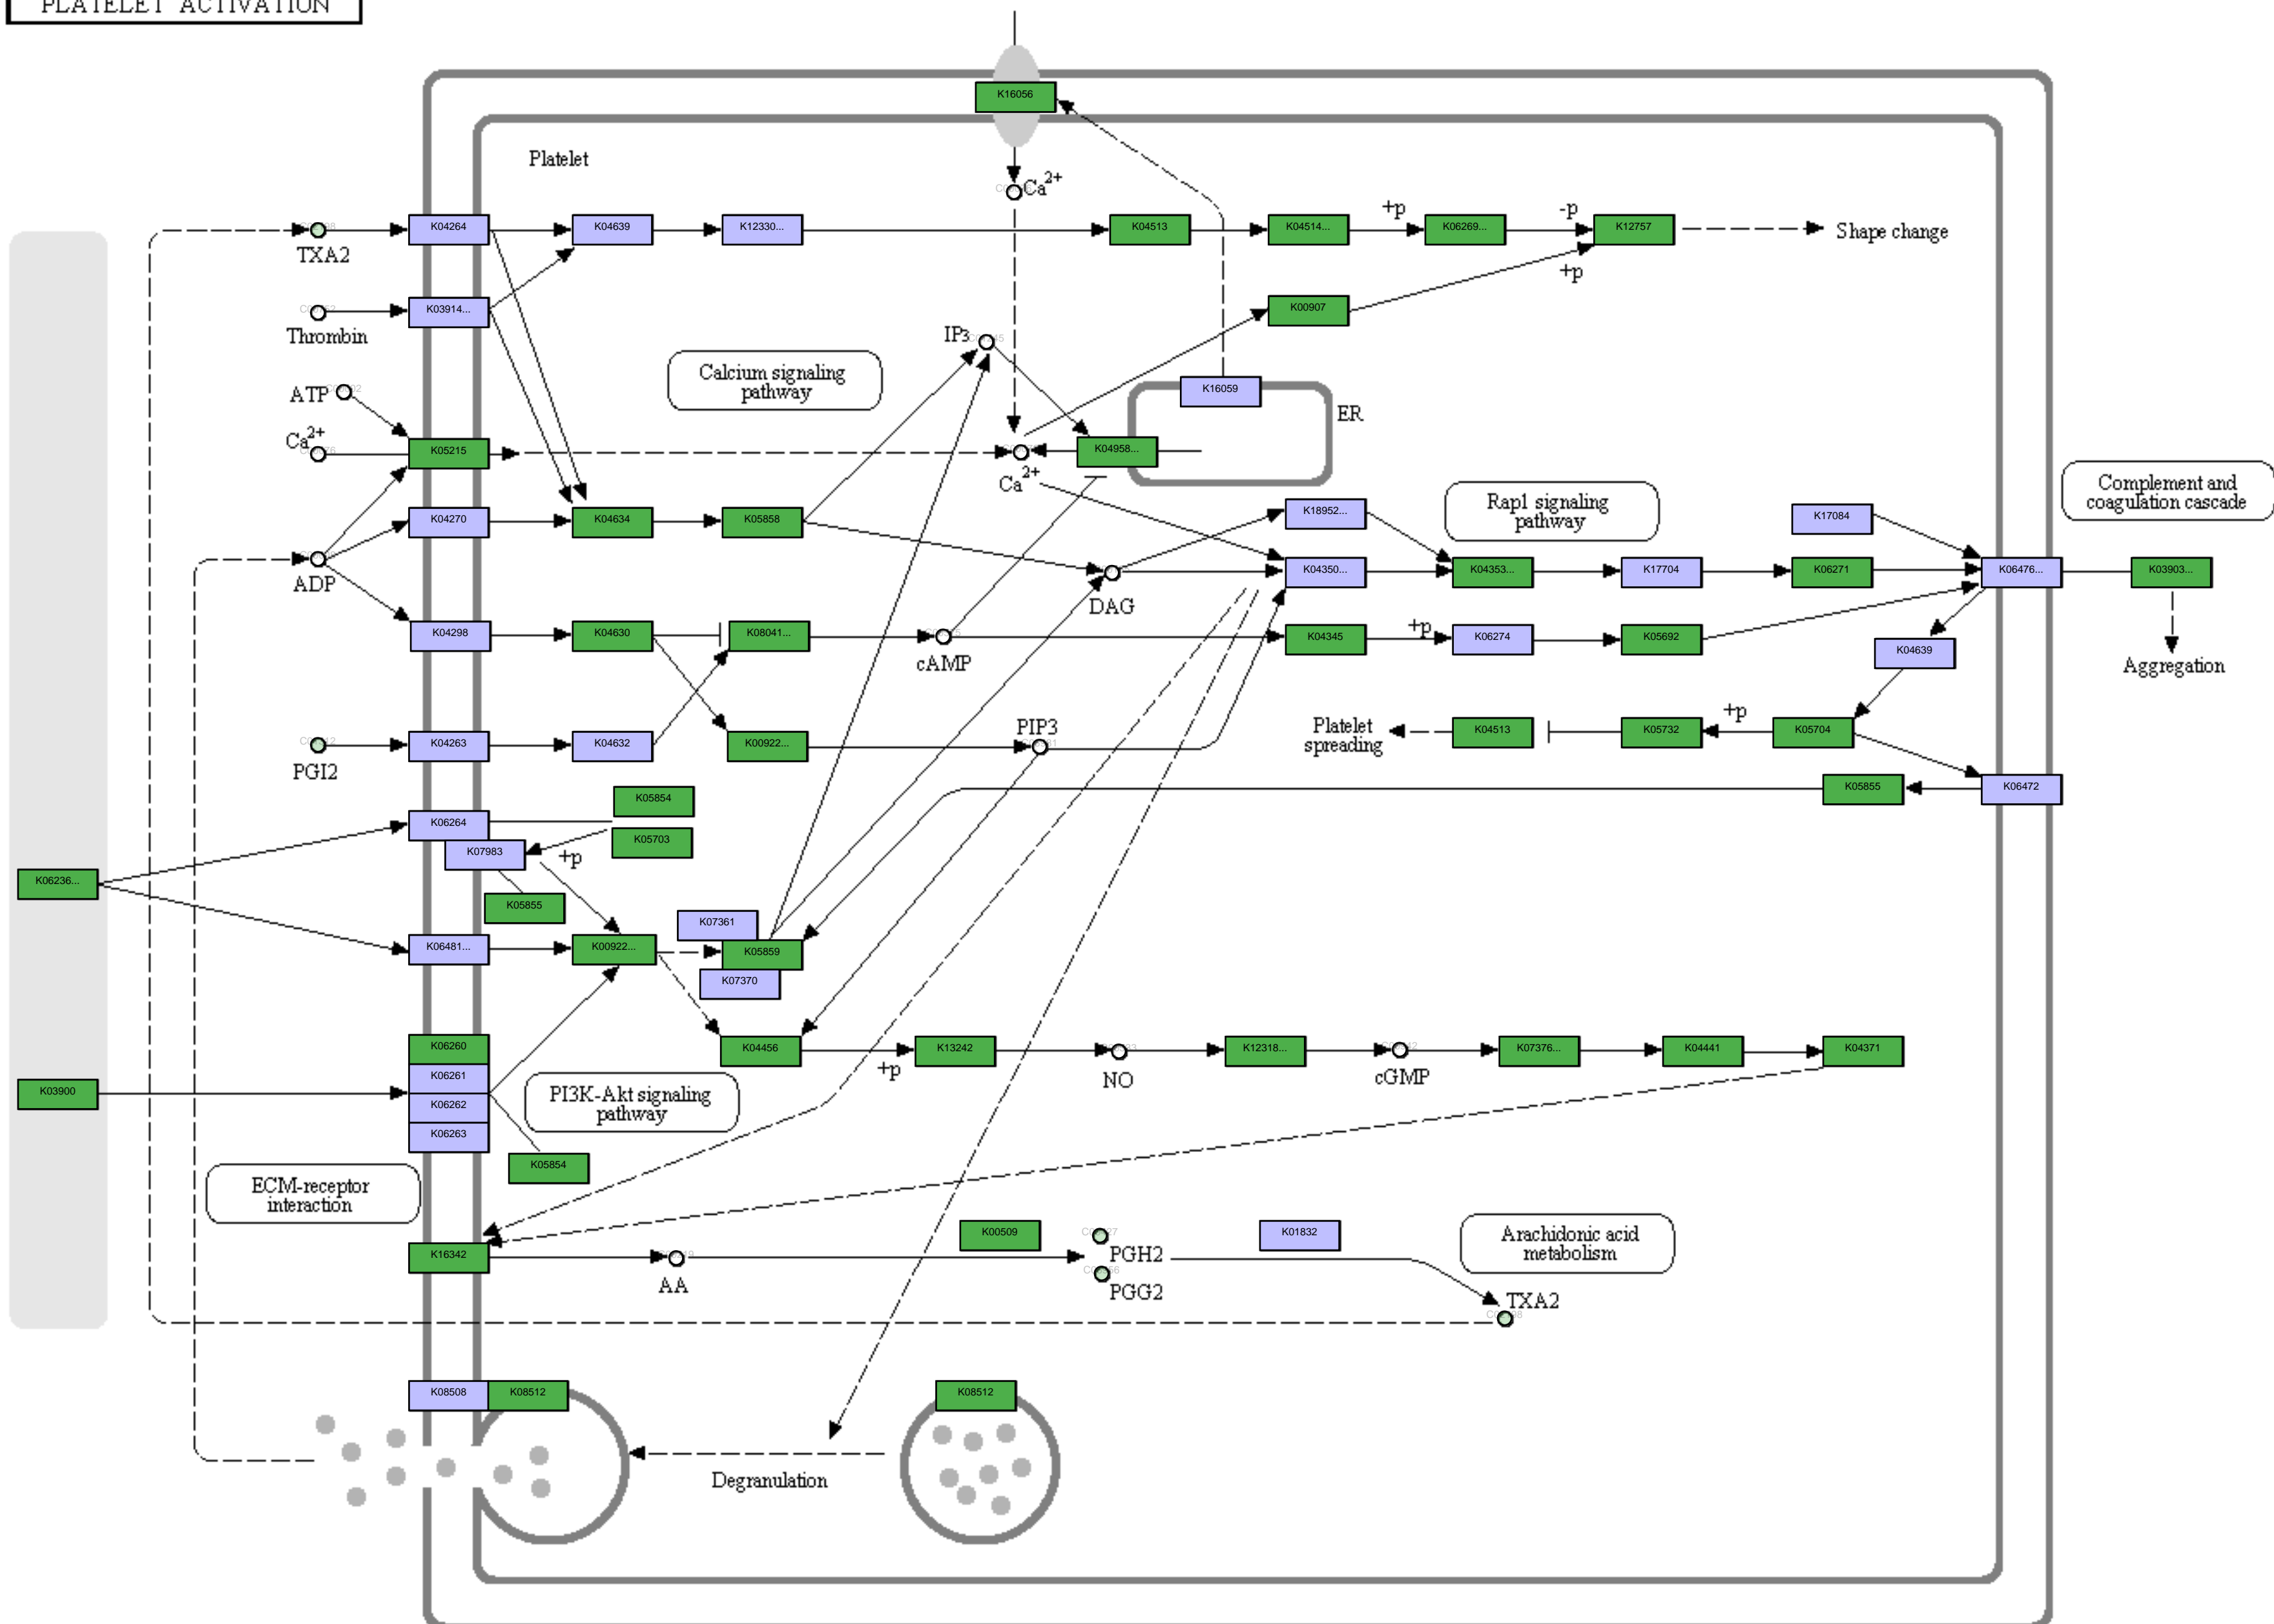 PLATELET ACTIVATION
K16056
Platelet
Ca2+
TXA2
K04264
K04639
K12330...
K04513
K04514...
+p
K06269...
-p
K12757
Shape change
+p
Thrombin
K03914...
K00907
IP3
Calcium signaling
pathway
K16059
ER
ATP
Ca2+
K05215
K04958...
Ca2+
Complement and
coagulation cascade
K04270
K04634
K05858
K18952...
Rap1 signaling
pathway
K17084
ADP
DAG
K04350...
K04353...
K17704
K06271
K06476...
K03903...
K04298
K04630
K08041...
cAMP
K04345
+p
K06274
K05692
K04639
Aggregation
PGI2
K04263
K04632
K00922...
PIP3
Platelet
spreading
K04513
K05732
+p
K05704
K05854
K05855
K06472
K06264
K05703
K07983
+p
K06236...
K05855
K07361
K06481...
K00922...
K05859
K07370
K06260
K04456
+p
K13242
NO
K12318...
cGMP
K07376...
K04441
K04371
K03900
K06261
K06262
K06263
PI3K-Akt signaling
pathway
K05854
ECM-receptor
interaction
K16342
AA
K00509
PGH2
PGG2
K01832
Arachidonic acid
metabolism
TXA2
K08508
K08512
K08512
Degranulation